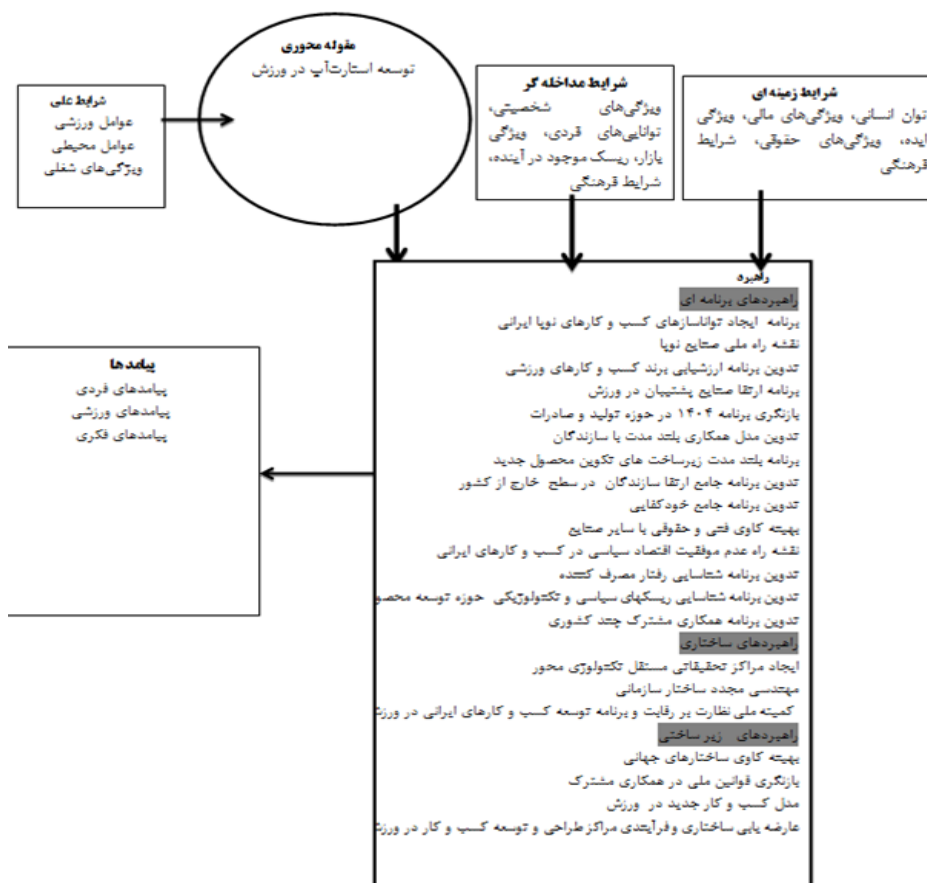 مقوله محوری
توسعه استارت‌آپ در ورزش
شرایط علی
عوامل ورزشی
عوامل محیطی
ویژگی‌های شغلی
شرایط مداخله گر
ویژگی‌های شخصیتی،
توانایی‌های فردی، ویژگی
بازار، ریسک موجود در آینده،
شرایط فرهنگی
شرایط زمینه ای
توان انسانی، ویژگی‌های مالی، ویژگی
ایده، ویژگی‌های حقوقی، شرایط
فرهنگی
راهبره
راهبردهای برنامه ای
برنامه ایجاد تواناسازهای کسب و کارهای نوپا ایرانی
نقشه راه ملی صنایع نوپا
تدوین برنامه ارزشیابی برند کسب و کارهای ورزشی
برنامه ارتقا صنایع پشتیبان در ورزش
بازنگری برنامه ۱۴۰۴ در حوزه تولید و صادرات
تدوین مدل همکاری بلند مدت با سازندگان
برنامه بلند مدت زیرساخت های تکوین محصول جدید
تدوین برنامه جامع ارتقا سازندگان در سطح خارج از کشور
تدوین برنامه جامع خودکفایی
بهینه کاوی فنی و حقوقی با سایر صنایع
نقشه راه عدم موفقیت اقتصاد سیاسی در کسب و کارهای ایرانی
تدوین برنامه شناسایی رفتار مصرف کننده
تدوین برنامه شناسایی ریسکهای سیاسی و تکنولوژیکی حوزه توسعه محصو
تدوین برنامه همکاری مشترک چند کشوری
راهبردهای ساختاری
ایجاد مراکز تحقیقاتی مستقل تکنولوژی محور
مهندسی مجدد ساختار سازمانی
کمیته ملی نظارت بر رقابت و برنامه توسعه کسب و کارهای ایرانی در ورزش
راهبردهای زیر ساختی
بهینه کاوی ساختارهای جهانی
بازنگری قوانین ملی در همکاری مشترک
مدل کسب و کار جدید در ورزش
عارضه یابی ساختاری و فرآیندی مراکز طراحی و توسعه کسب و کار در ورزش
پیامدها
پیامدهای فردی
پیامدهای ورزشی
پیامدهای فکری